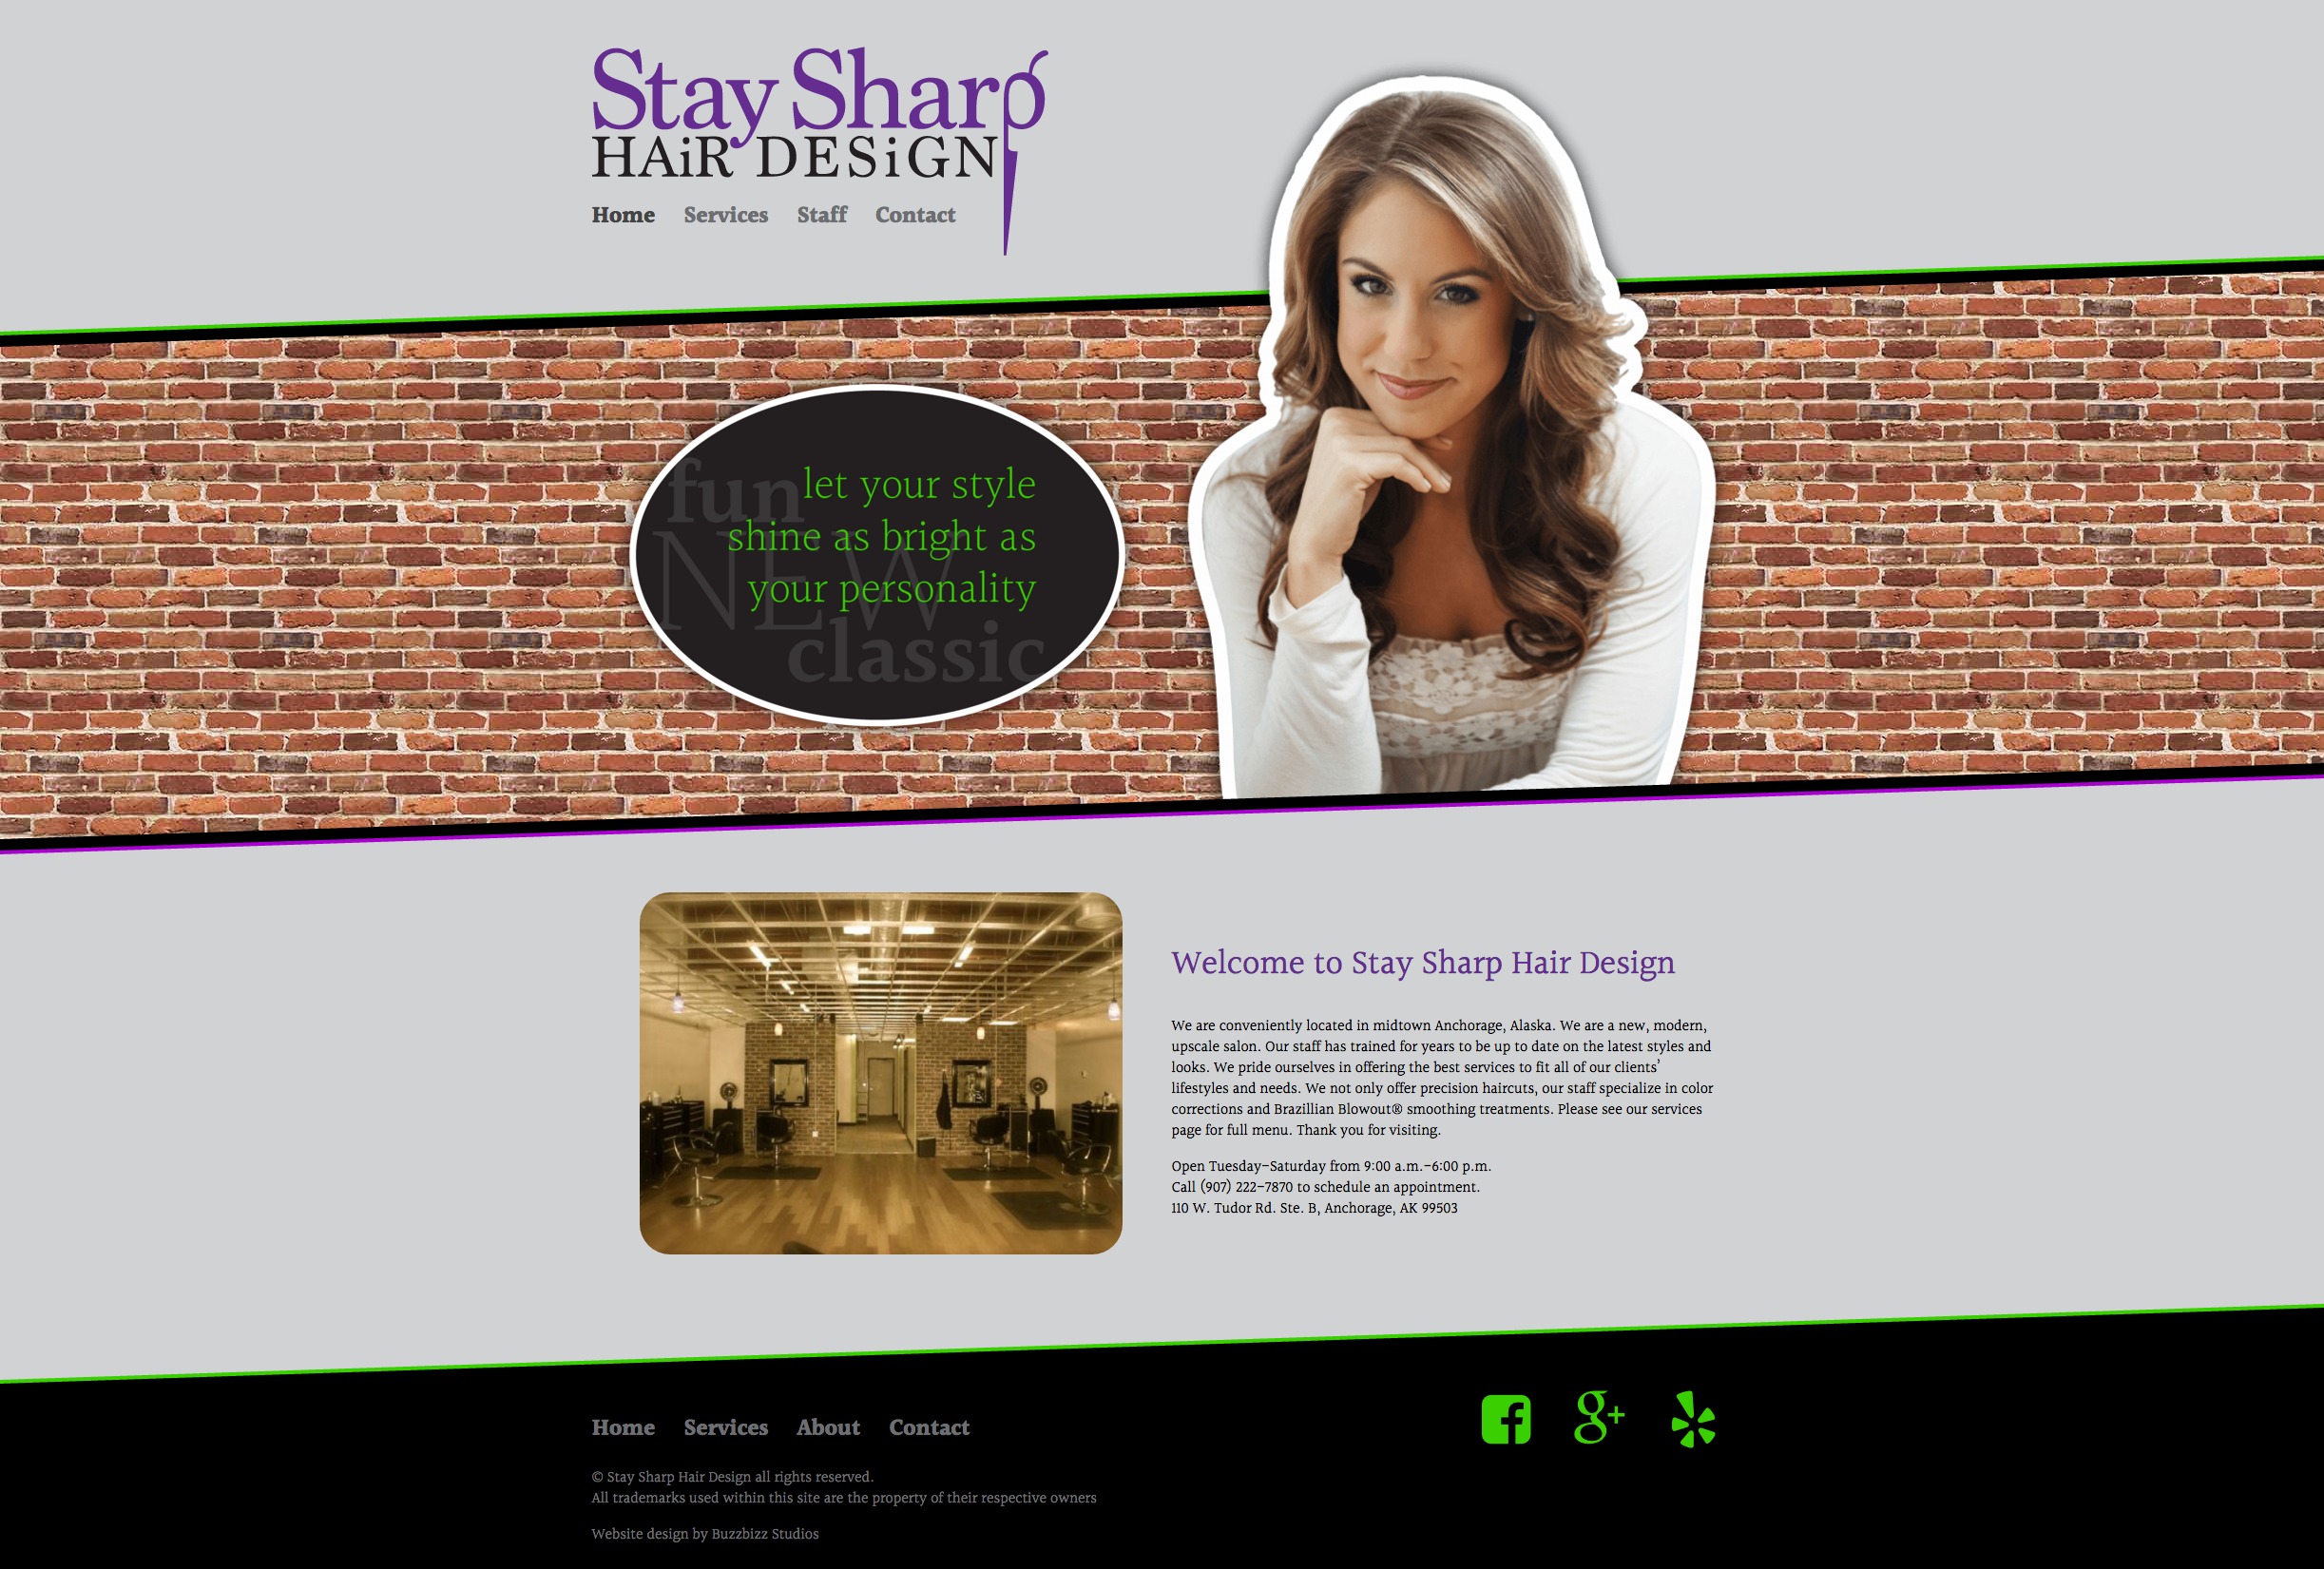 Stay Sharp
HAiR DESiGN
Home Services Staff Contact
fun
let your style
shine as bright as
NEW
your personality
classic
Welcome to Stay Sharp Hair Design
We are conveniently located in midtown Anchorage, Alaska. We are a new, modern,
upscale salon. Our staff has trained for years to be up to date on the latest styles and
looks. We pride ourselves in offering the best services to fit all of our clients’
lifestyles and needs. We not only offer precision haircuts, our staff specialize in color
corrections and Brazillian Blowout® smoothing treatments. Please see our services
page for full menu. Thank you for visiting.
Open Tuesday–Saturday from 9:00 a.m.–6:00 p.m.
Call (907) 222–7870 to schedule an appointment.
110 W. Tudor Rd. Ste. B, Anchorage, AK 99503
Home Services About Contact
g+
© Stay Sharp Hair Design all rights reserved.
All trademarks used within this site are the property of their respective owners
Website design by Buzzbizz Studios